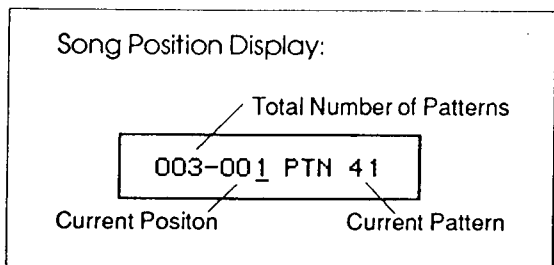 Song Position Display:
Total Number of Patterns
003-001 PTN 41
Current Positon
Current Pattern